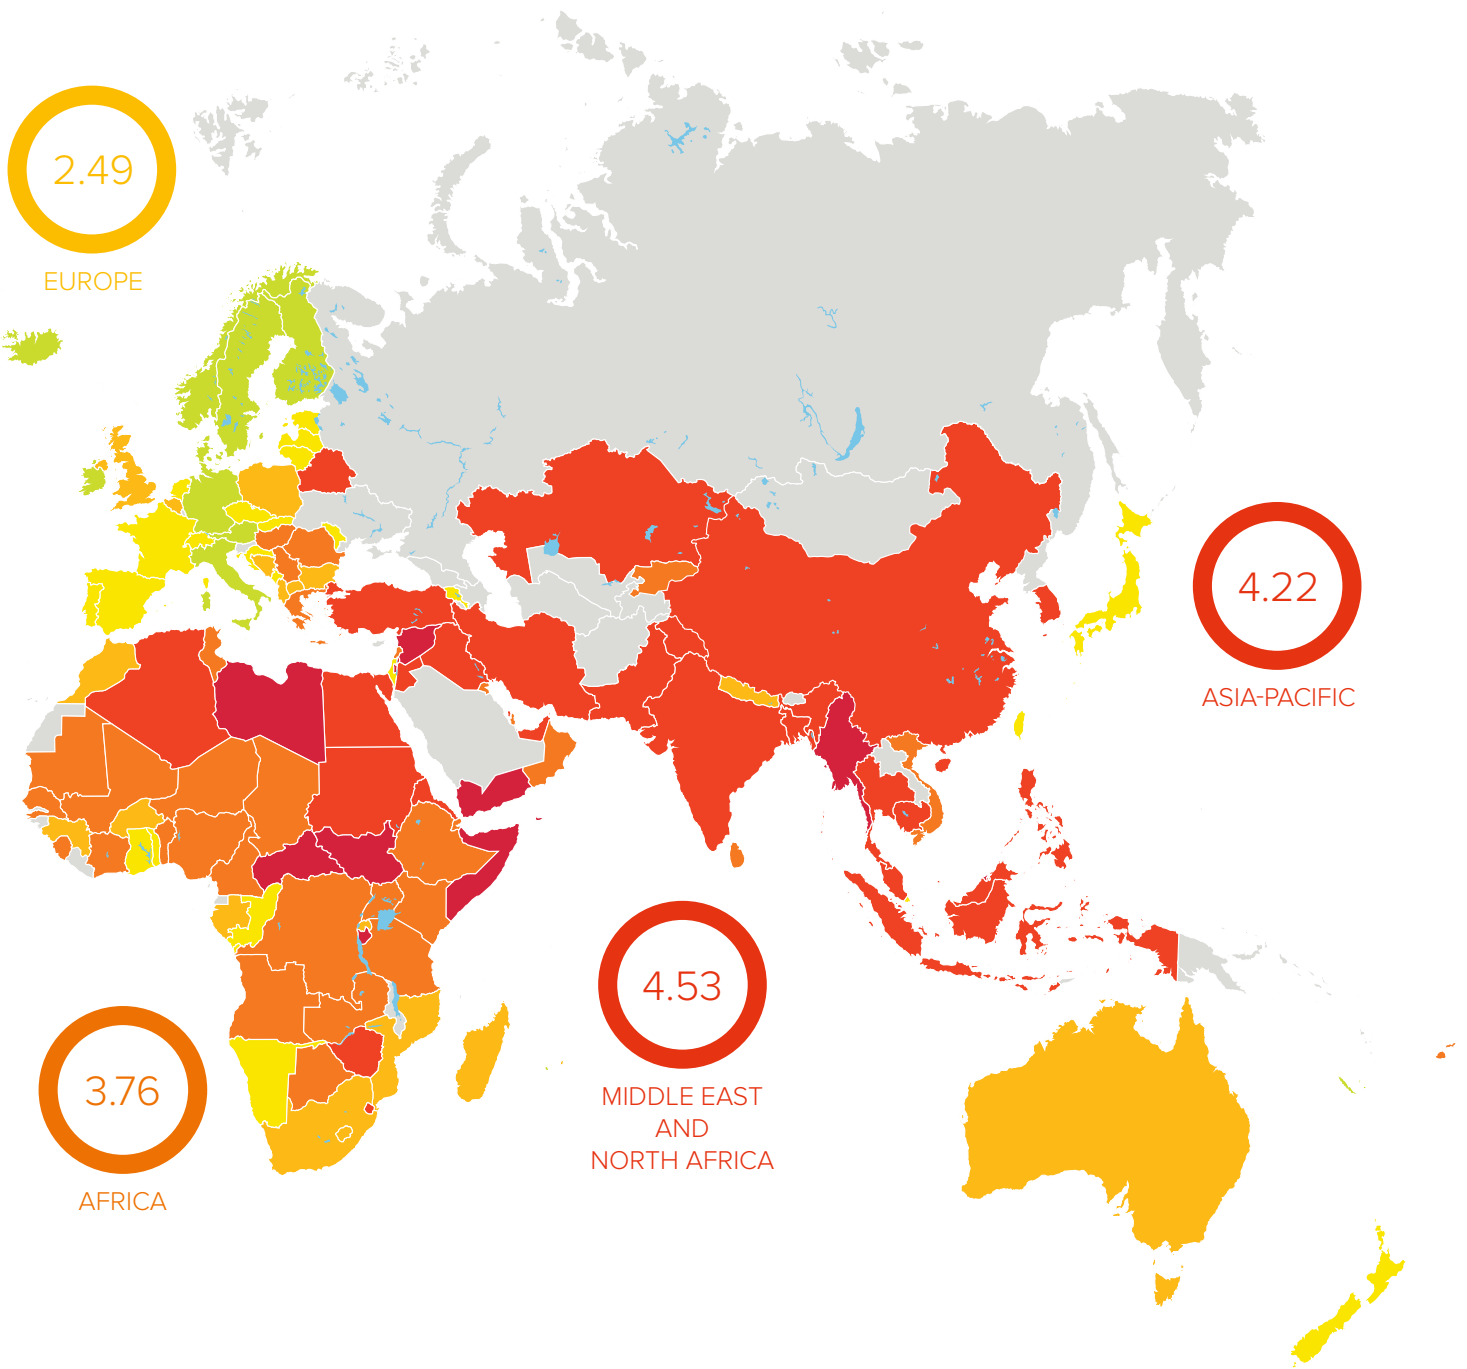 2.49
EUROPE
4.22
ASIA-PACIFIC
4.53
MIDDLE EAST
AND
NORTH AFRICA
3.76
AFRICA